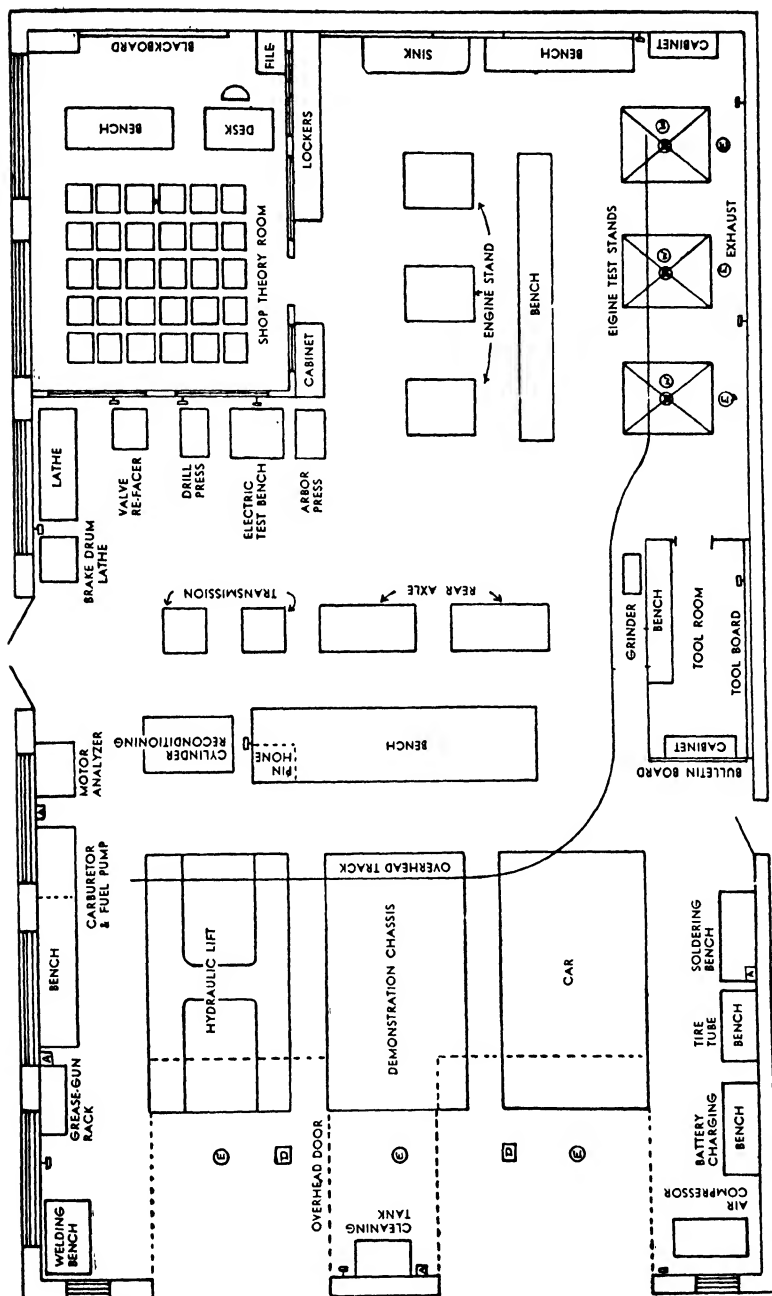 BLACKBOARD
FILE
BENCH
DESK
SHOP THEORY ROOM
LOCKERS
CABINET
SINK
BENCH
CABINET
ENGINE STAND
BENCH
EIGINE TEST STANDS
EXHAUST
E
E
E
LATHE
BRAKE DRUM
LATHE
VALVE
RE-FACER
DRILL
PRESS
ELECTRIC
TEST BENCH
ARBOR
PRESS
TRANSMISSION
REAR AXLE
GRINDER
BENCH
TOOL ROOM
TOOL BOARD
CABINET
BULLETIN BOARD
MOTOR
ANALYZER
A
CYLINDER
RECONDITIONING
PIN
HONE
BENCH
CARBURETOR
& FUEL PUMP
BENCH
A
GREASE-GUN
RACK
WELDING
BENCH
HYDRAULIC LIFT
OVERHEAD TRACK
DEMONSTRATION CHASSIS
CAR
OVERHEAD DOOR
E
D
E
D
E
CLEANING
TANK
A
SOLDERING
BENCH
A
TIRE
TUBE
BENCH
BATTERY
CHARGING
BENCH
AIR
COMPRESSOR